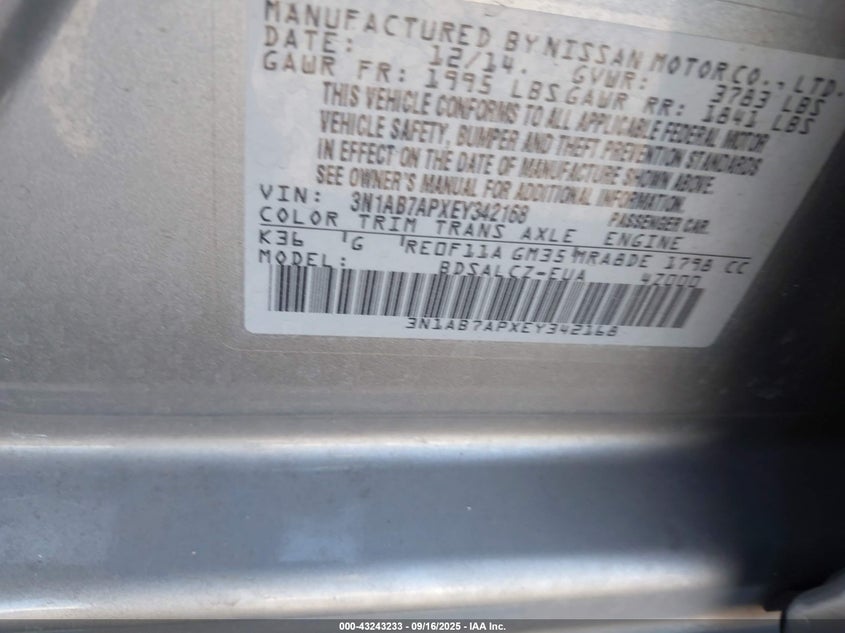 MANUFACTURED BY NISSAN MOTOR CO., LTD.
DATE: 12/14. GVWR: 3783 LBS
GAWR FR: 1995 LBS GAWR RR: 1841 LBS
THIS VEHICLE CONFORMS TO ALL APPLICABLE FEDERAL MOTOR
VEHICLE SAFETY, BUMPER AND THEFT PREVENTION STANDARDS
IN EFFECT ON THE DATE OF MANUFACTURE SHOWN ABOVE.
SEE OWNER'S MANUAL FOR ADDITIONAL INFORMATION.
VIN: 3N1AB7APXEY342168 PASSENGER CAR.
COLOR TRIM TRANS AXLE ENGINE
K36 G RE0F11A GM35 MRA8DE 1798 CC
MODEL: BDSALCZ-EUA 42000
3N1AB7APXEY342168
000-43243233 - 09/16/2025 - IAA Inc.